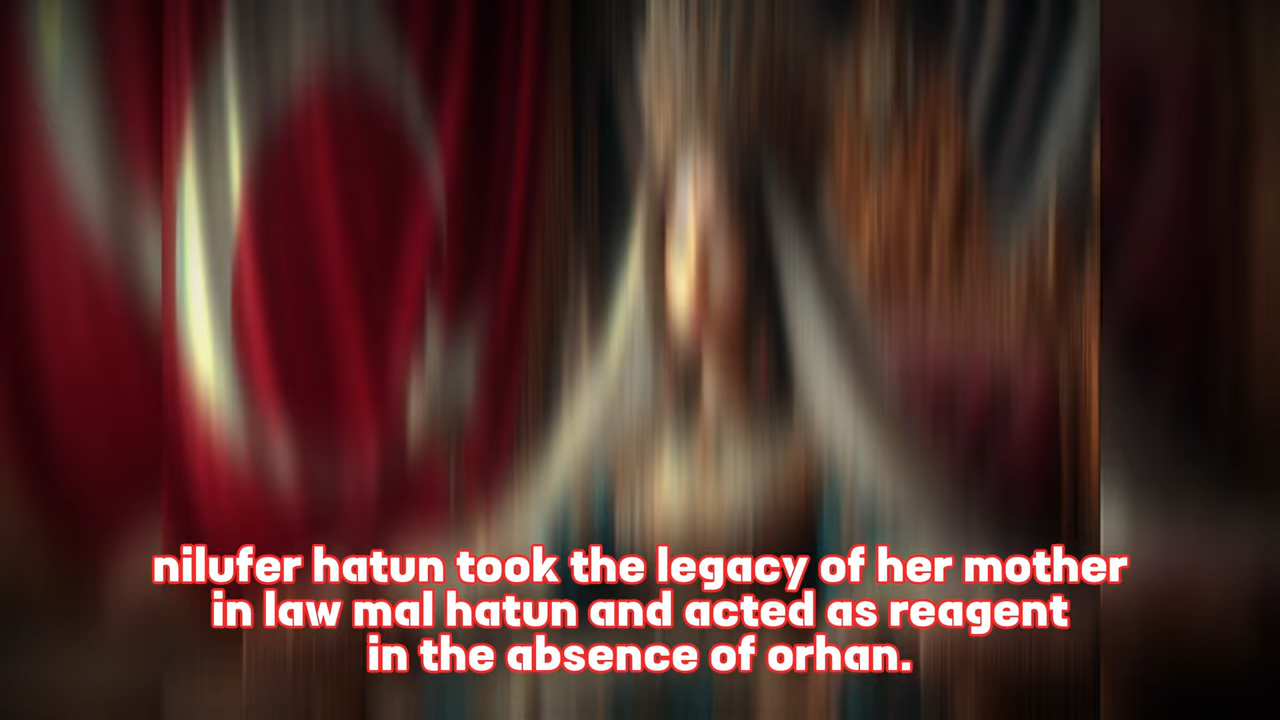 nilufer hatun took the legacy of her mother
in law mal hatun and acted as reagent
in the absence of orhan.